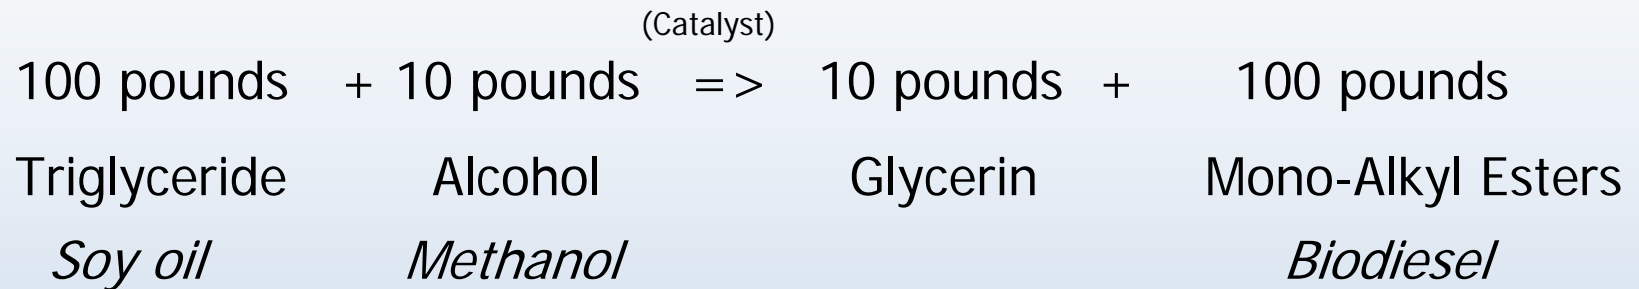 (Catalyst)
100 pounds + 10 pounds => 10 pounds + 100 pounds
Triglyceride Alcohol Glycerin Mono-Alkyl Esters
Soy oil Methanol Biodiesel